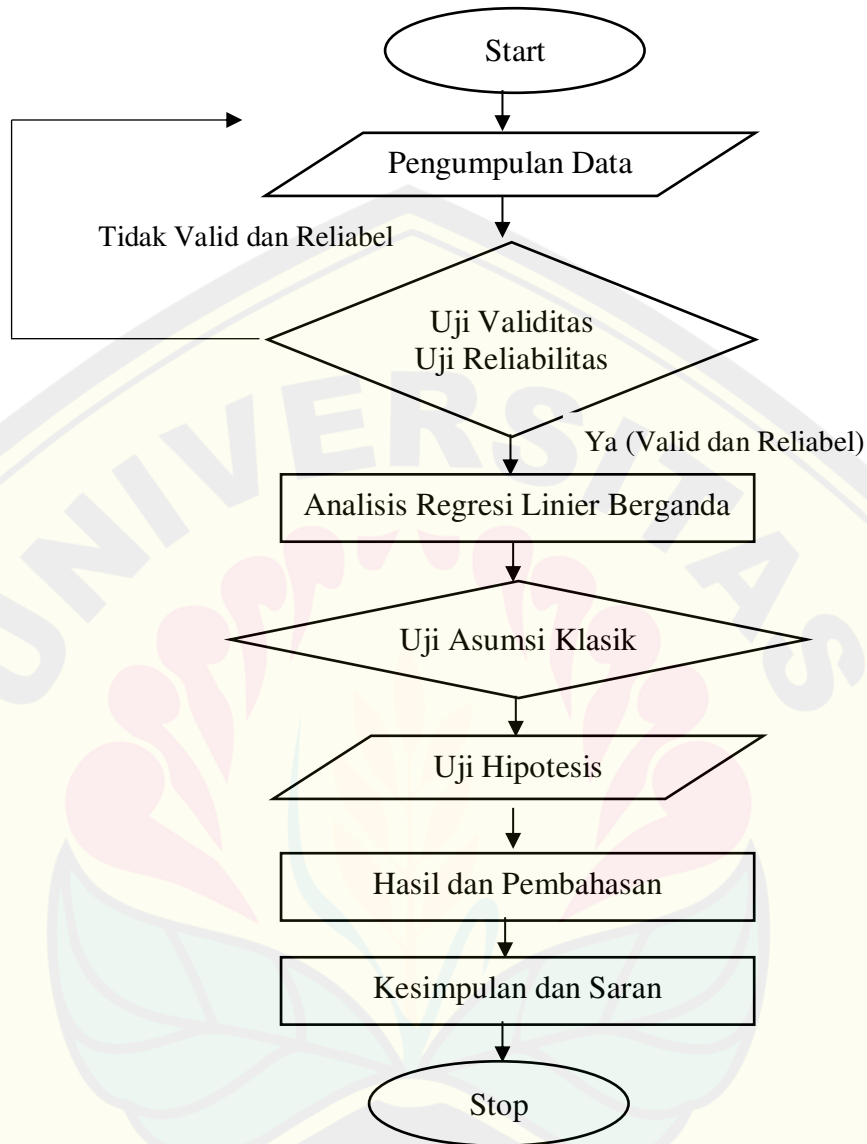 Start
Pengumpulan Data
Tidak Valid dan Reliabel
Uji Validitas
Uji Reliabilitas
Ya (Valid dan Reliabel)
Analisis Regresi Linier Berganda
Uji Asumsi Klasik
Uji Hipotesis
Hasil dan Pembahasan
Kesimpulan dan Saran
Stop
UNIVERSITAS